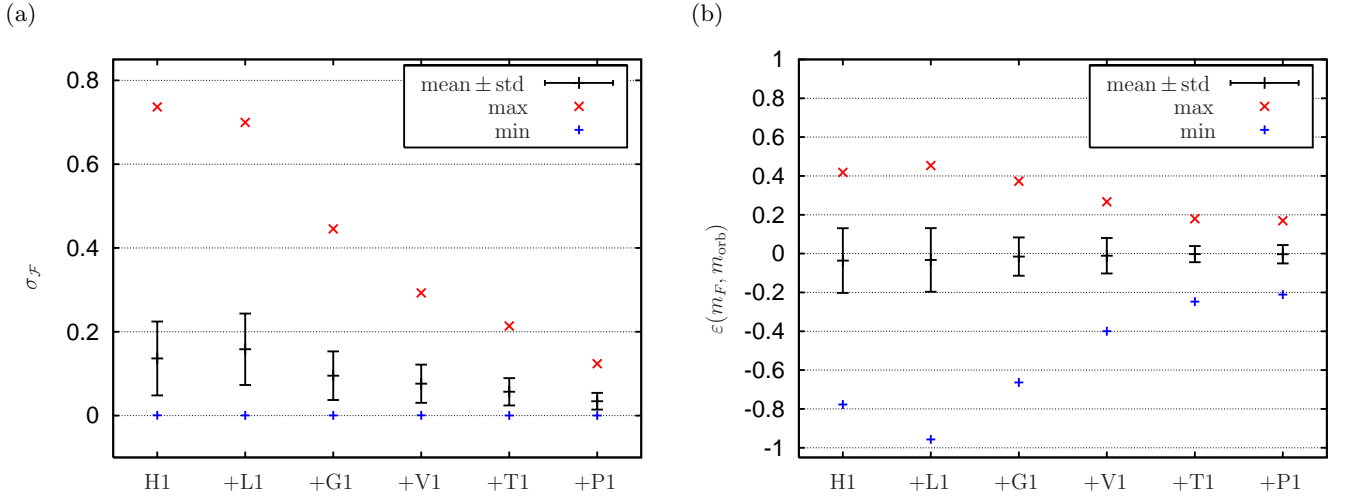 (a)
mean ± std
max
min
0.8
0.6
0.4
0.2
0
σ_ℱ
H1 +L1 +G1 +V1 +T1 +P1
(b)
mean ± std
max
min
1
0.8
0.6
0.4
0.2
0
-0.2
-0.4
-0.6
-0.8
-1
ε(m_F, m_orb)
H1 +L1 +G1 +V1 +T1 +P1